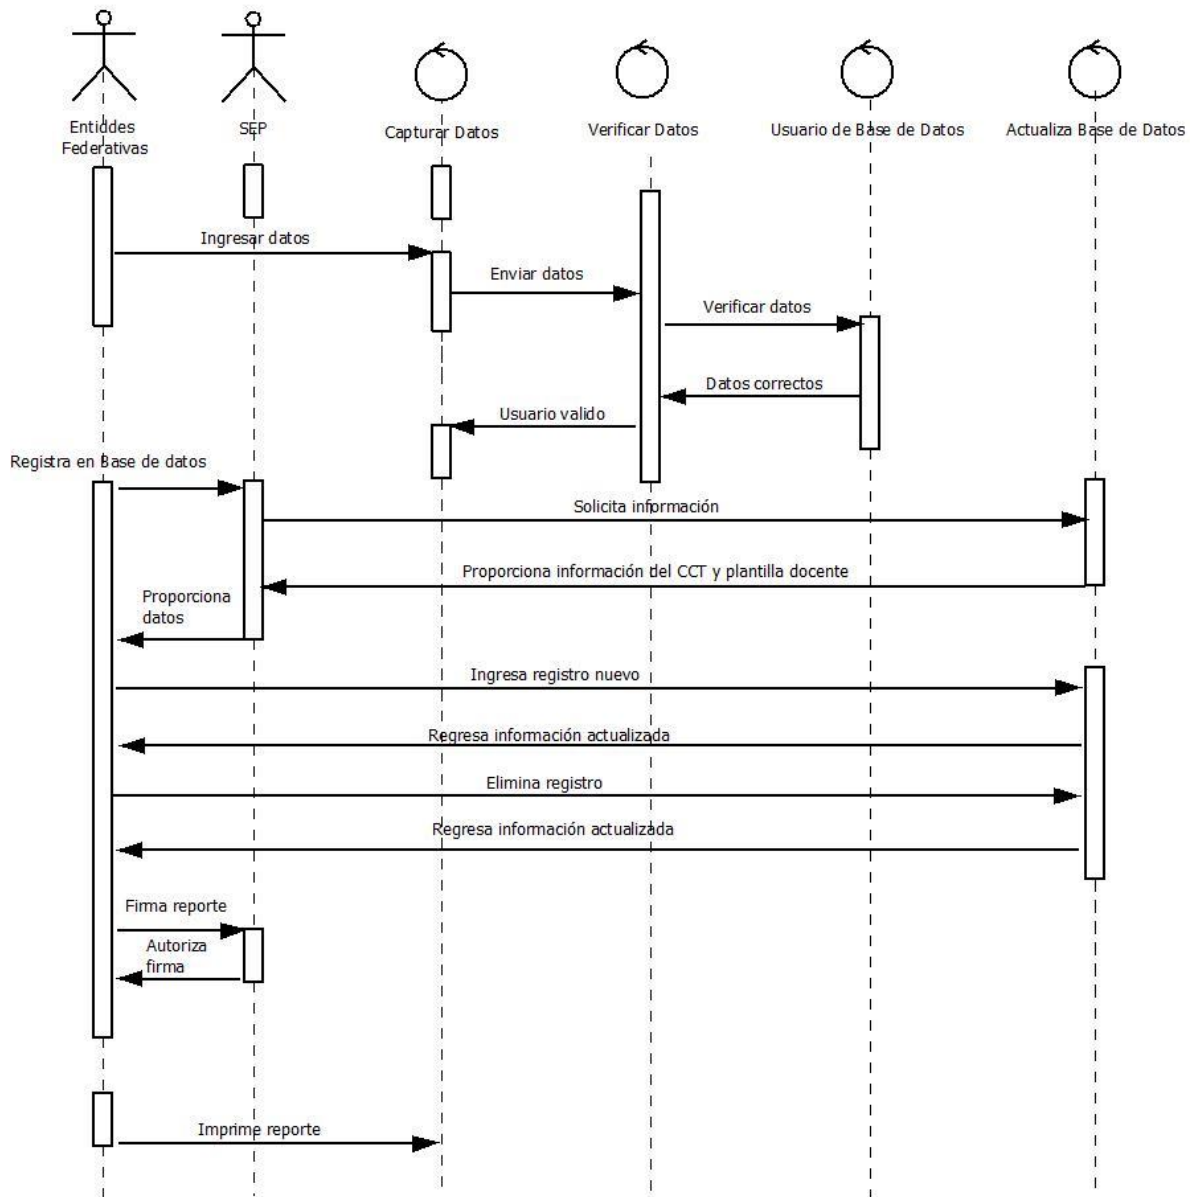 Entiddes
Federativas
SEP
Capturar Datos
Verificar Datos
Usuario de Base de Datos
Actualiza Base de Datos
Ingresar datos
Enviar datos
Verificar datos
Datos correctos
Usuario valido
Registra en Base de datos
Solicita información
Proporciona información del CCT y plantilla docente
Proporciona
datos
Ingresa registro nuevo
Regresa información actualizada
Elimina registro
Regresa información actualizada
Firma reporte
Autoriza
firma
Imprime reporte